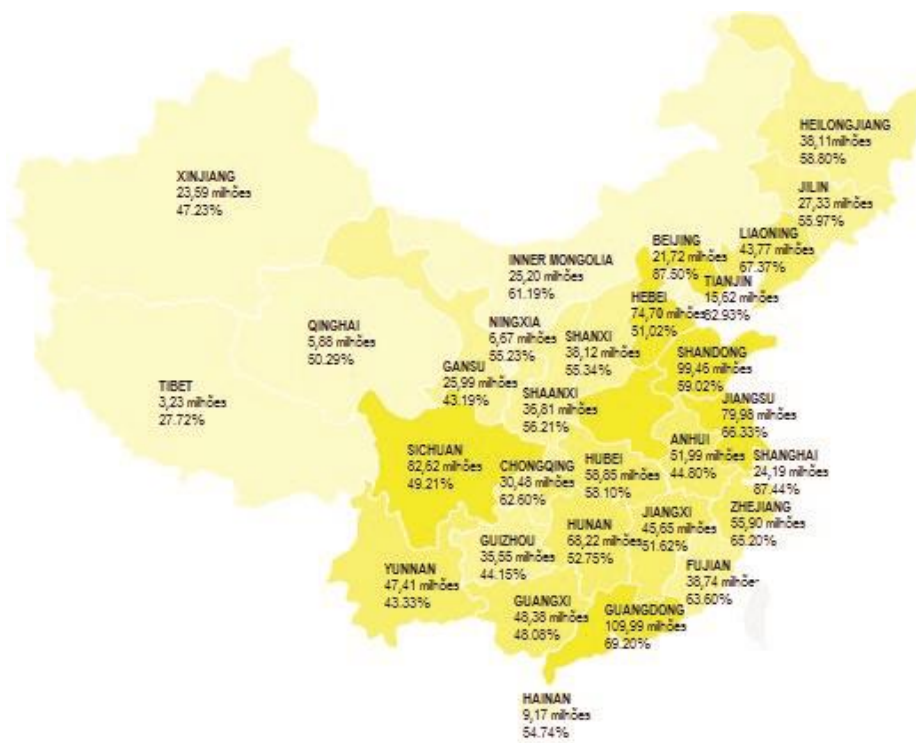 HEILONGJIANG
38,11milhões
58.80%
XINJIANG
23,59 milhões
47.23%
JILIN
27,33 milhões
55.97%
BEIJING
21,72 milhões
87.50%
LIAONING
43,77 milhões
67.37%
INNER MONGOLIA
25,20 milhões
61.19%
TIANJIN
15,62 milhões
82.93%
HEBEI
74,70 milhões
51,02%
QINGHAI
5,88 milhões
50.29%
NINGXIA
6,67 milhões
55.23%
SHANXI
38,12 milhões
55.34%
SHANDONG
99,46 milhões
59.02%
GANSU
25,99 milhões
43.19%
TIBET
3,23 milhões
27.72%
SHAANXI
36,81 milhões
56.21%
JIANGSU
79,98 milhões
66.33%
SICHUAN
82,62 milhões
49.21%
CHONGQING
30,48 milhões
62.60%
HUBEI
58,85 milhões
58.10%
ANHUI
51,99 milhões
44.80%
SHANGHAI
24,19 milhões
87.44%
HUNAN
68,22 milhões
52.75%
JIANGXI
45,65 milhões
51.62%
ZHEJIANG
55,90 milhões
65.20%
GUIZHOU
35,55 milhões
44.15%
YUNNAN
47,41 milhões
43.33%
FUJIAN
38,74 milhões
63.60%
GUANGXI
48,38 milhões
48.08%
GUANGDONG
109,99 milhões
69.20%
HAINAN
9,17 milhões
54.74%